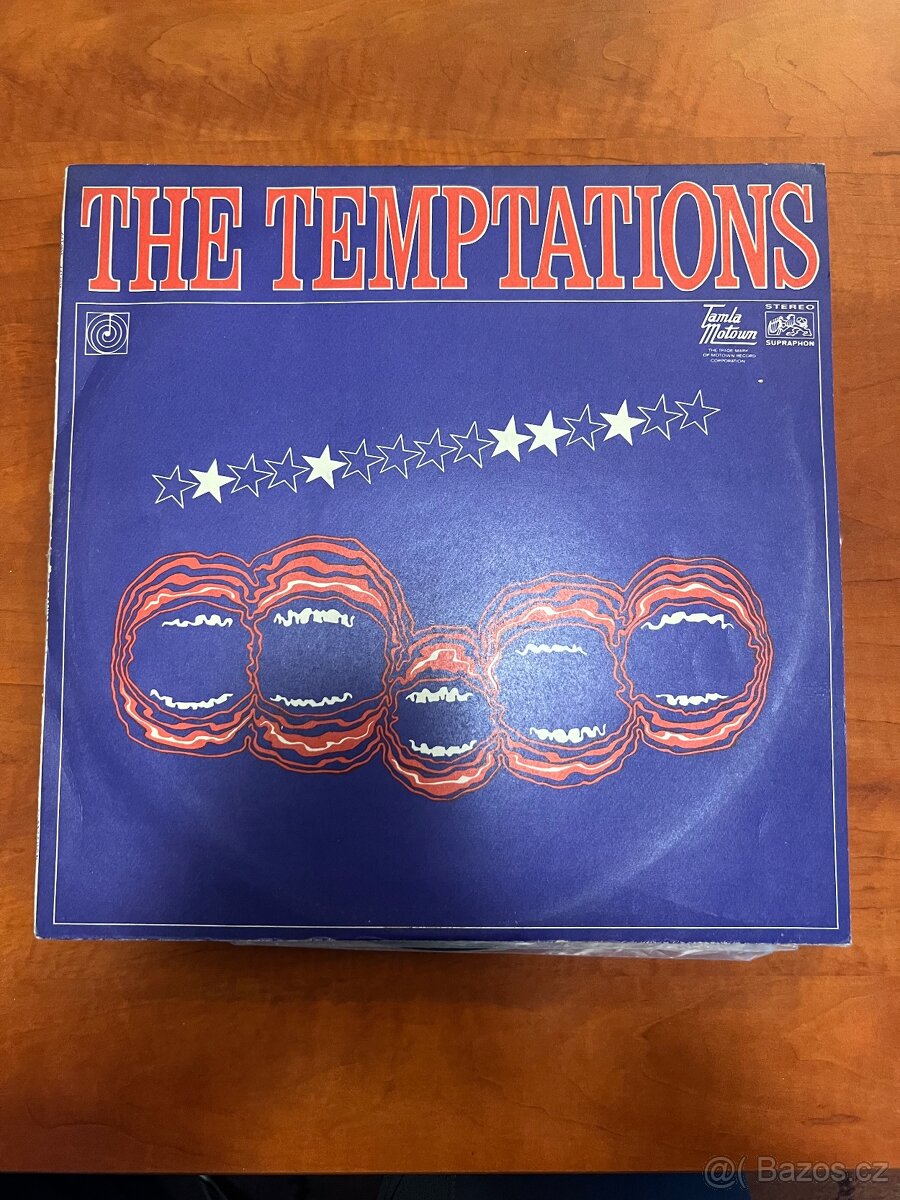 THE TEMPTATIONS
Tamla
Motown
THE TRADE MARK
OF MOTOWN RECORD
CORPORATION
STEREO
SUPRAPHON
@( Bazos.cz